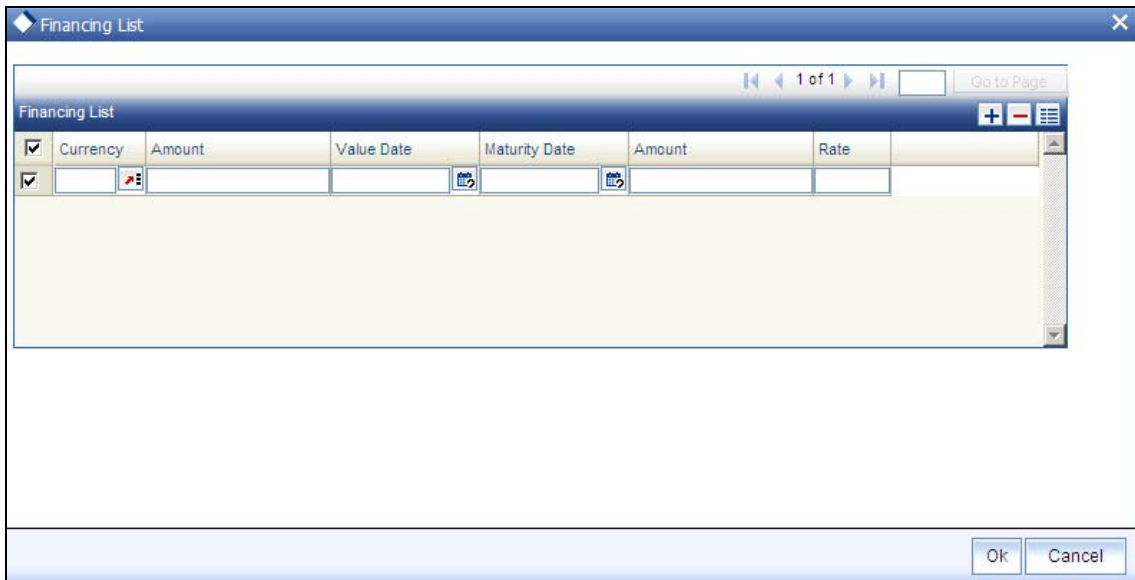 Financing List
1 of 1 Go to Page
Financing List
Currency Amount Value Date Maturity Date Amount Rate
Ok Cancel